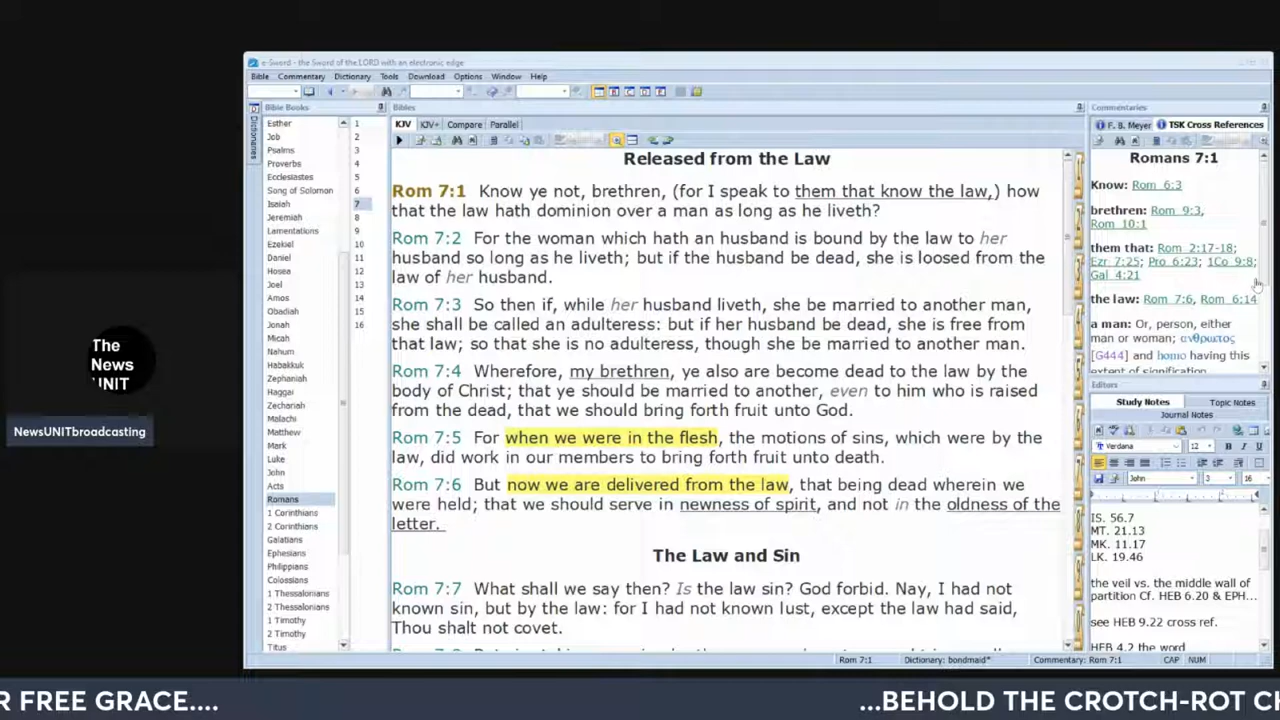 e-Sword - the Sword of the LORD with an electronic edge
Bible Commentary Dictionary Tools Download Options Window Help
Bible Books
Dictionaries
Esther
Job
Psalms
Proverbs
Ecclesiastes
Song of Solomon
Isaiah
Jeremiah
Lamentations
Ezekiel
Daniel
Hosea
Joel
Amos
Obadiah
Jonah
Micah
Nahum
Habakkuk
Zephaniah
Haggai
Zechariah
Malachi
Matthew
Mark
Luke
John
Acts
Romans
1 Corinthians
2 Corinthians
Galatians
Ephesians
Philippians
Colossians
1 Thessalonians
2 Thessalonians
1 Timothy
2 Timothy
Titus
1
2
3
4
5
6
7
8
9
10
11
12
13
14
15
16
Bibles
KJV KJV+ Compare Parallel
Released from the Law
Rom 7:1 Know ye not, brethren, (for I speak to them that know the law,) how
that the law hath dominion over a man as long as he liveth?
Rom 7:2 For the woman which hath an husband is bound by the law to her
husband so long as he liveth; but if the husband be dead, she is loosed from the
law of her husband.
Rom 7:3 So then if, while her husband liveth, she be married to another man,
she shall be called an adulteress: but if her husband be dead, she is free from
that law; so that she is no adulteress, though she be married to another man.
Rom 7:4 Wherefore, my brethren, ye also are become dead to the law by the
body of Christ; that ye should be married to another, even to him who is raised
from the dead, that we should bring forth fruit unto God.
Rom 7:5 For when we were in the flesh, the motions of sins, which were by the
law, did work in our members to bring forth fruit unto death.
Rom 7:6 But now we are delivered from the law, that being dead wherein we
were held; that we should serve in newness of spirit, and not in the oldness of the
letter.
The Law and Sin
Rom 7:7 What shall we say then? Is the law sin? God forbid. Nay, I had not
known sin, but by the law: for I had not known lust, except the law had said,
Thou shalt not covet.
Commentaries
F. B. Meyer TSK Cross References
Romans 7:1
Know: Rom_6:3
brethren: Rom_9:3,
Rom_10:1
them that: Rom_2:17-18;
Ezr_7:25; Pro_6:23; 1Co_9:8;
Gal_4:21
the law: Rom_7:6, Rom_6:14
a man: Or, person, either
man or woman; ανθρωπος
[G444] and homo having this
extent of signification.
Editors
Study Notes Topic Notes
Journal Notes
Verdana 12 B I U
John 3 16
IS. 56.7
MT. 21.13
MK. 11.17
LK. 19.46
the veil vs. the middle wall of
partition Cf. HEB 6.20 & EPH...
see HEB 9.22 cross ref.
HEB 4.2 the word
Rom 7:1 Dictionary: bondmaid* Commentary: Rom 7:1 CAP NUM
The
News
UNIT
NewsUNITbroadcasting
R FREE GRACE.... ...BEHOLD THE CROTCH-ROT CH